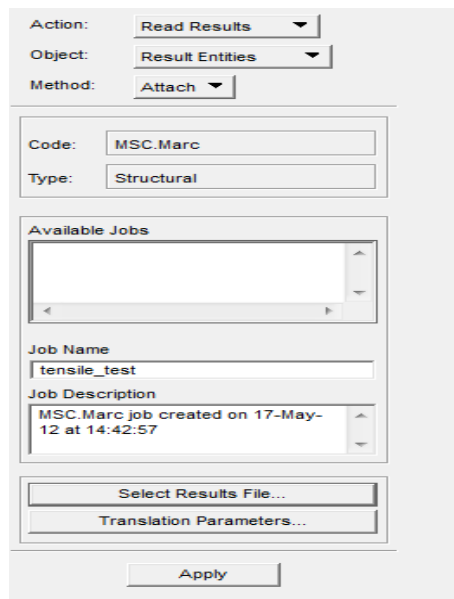 Action: Read Results
Object: Result Entities
Method: Attach
Code: MSC.Marc
Type: Structural
Available Jobs
Job Name
tensile_test
Job Description
MSC.Marc job created on 17-May-
12 at 14:42:57
Select Results File...
Translation Parameters...
Apply